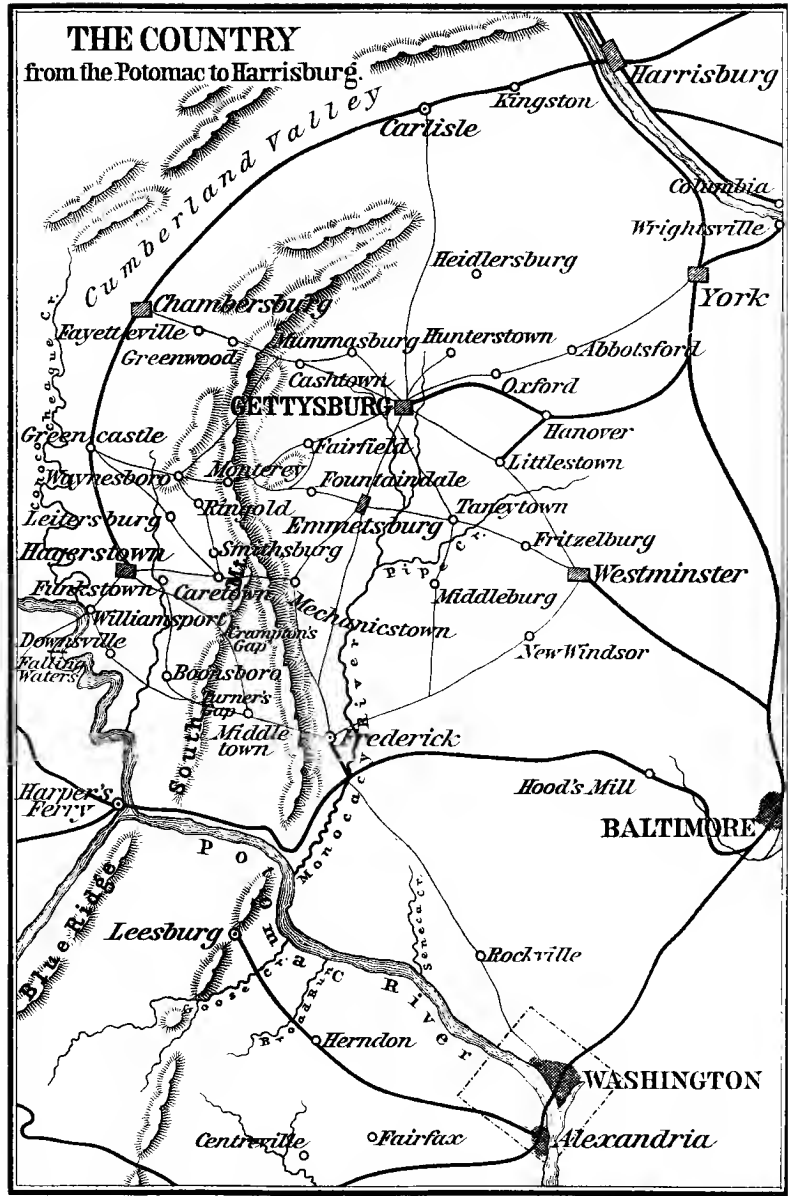 THE COUNTRY
from the Potomac to Harrisburg.
Harrisburg
Kingston
Carlisle
Cumberland Valley
Columbia
Wrightsville
Heidlersburg
York
Conococheague Cr.
Chambersburg
Fayetteville
Greenwood
Mummasburg
Hunterstown
Abbotsford
Cashtown
Oxford
GETTYSBURG
Hanover
Greencastle
Fairfield
Littlestown
Waynesboro
Monterey
Fountaindale
Ringold
Leitersburg
Emmetsburg
Taneytown
Fritzelburg
Smithsburg
Hagerstown
Pipe Cr.
Westminster
Funkstown
Cavetown
Mechanicstown
Middleburg
Williamsport
Crampton's
Gap
Downsville
Falling
Waters
New Windsor
Boonsboro
Turner's
Gap
South Mt.
Middle
town
Frederick
Monocacy River
Harper's
Ferry
Hood's Mill
BALTIMORE
Potomac River
Blue Ridge
Leesburg
Goose Cr.
Broad Run
Seneca Cr.
Rockville
Herndon
WASHINGTON
Centreville
Fairfax
Alexandria